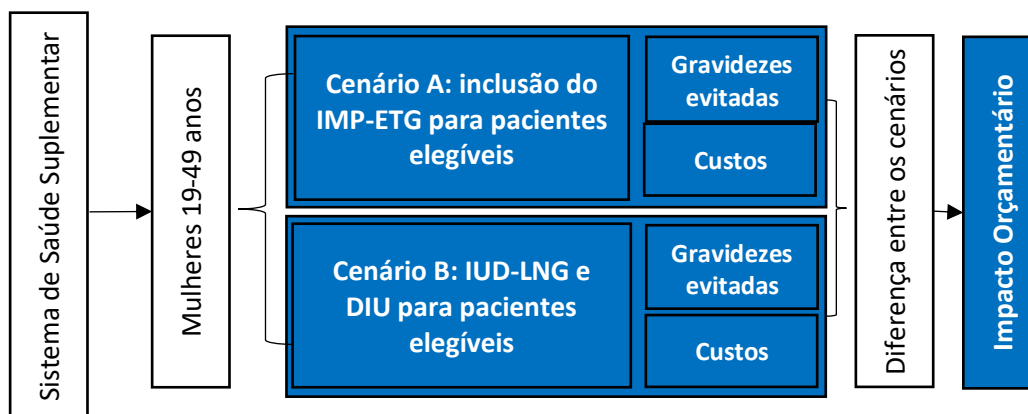 Sistema de Saúde Suplementar
Mulheres 19-49 anos
Cenário A: inclusão do
IMP-ETG para pacientes
elegíveis
Gravidezes
evitadas
Custos
Cenário B: IUD-LNG e
DIU para pacientes
elegíveis
Gravidezes
evitadas
Custos
Diferença entre os cenários
Impacto Orçamentário